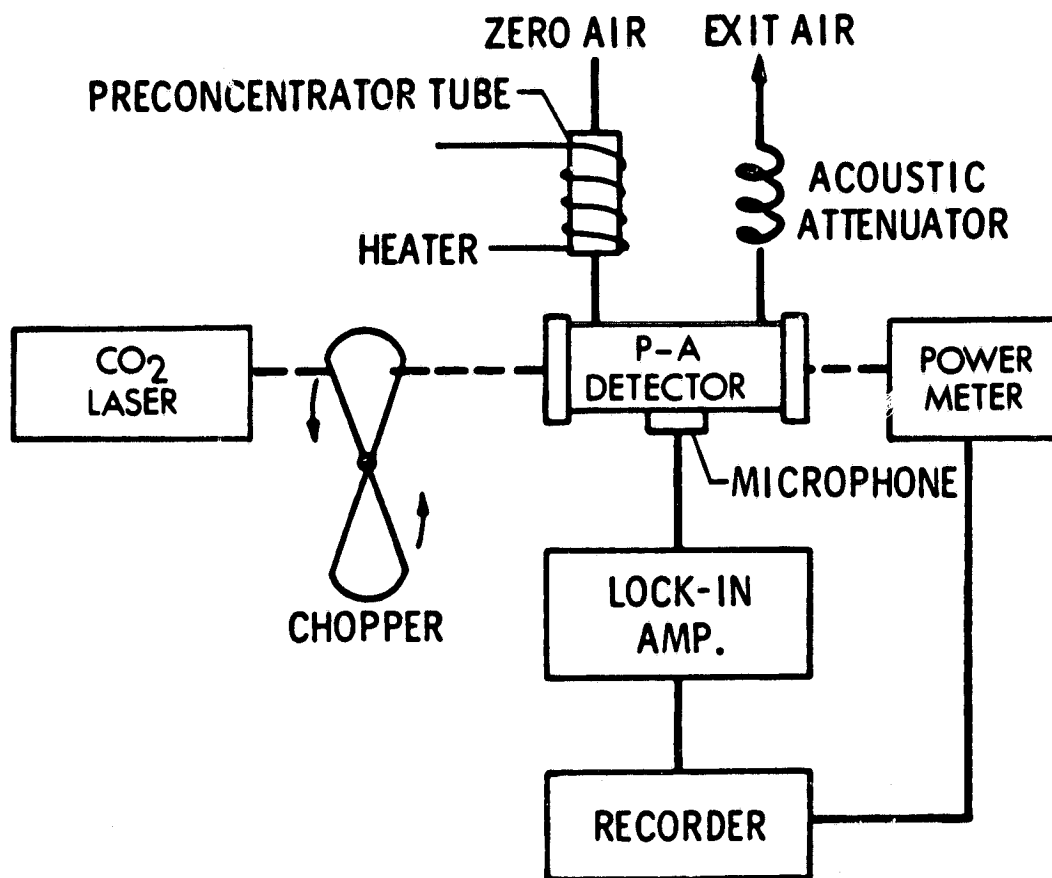 ZERO AIR
EXIT AIR
PRECONCENTRATOR TUBE
ACOUSTIC
ATTENUATOR
HEATER
CO2
LASER
P-A
DETECTOR
POWER
METER
MICROPHONE
CHOPPER
LOCK-IN
AMP.
RECORDER